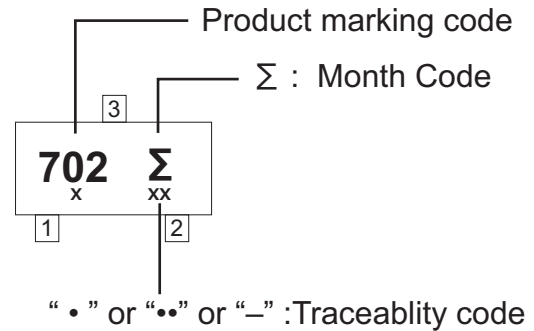 Product marking code
Σ : Month Code
3
702 Σ
x xx
1 2
“ • ” or “••” or “–” :Traceablity code